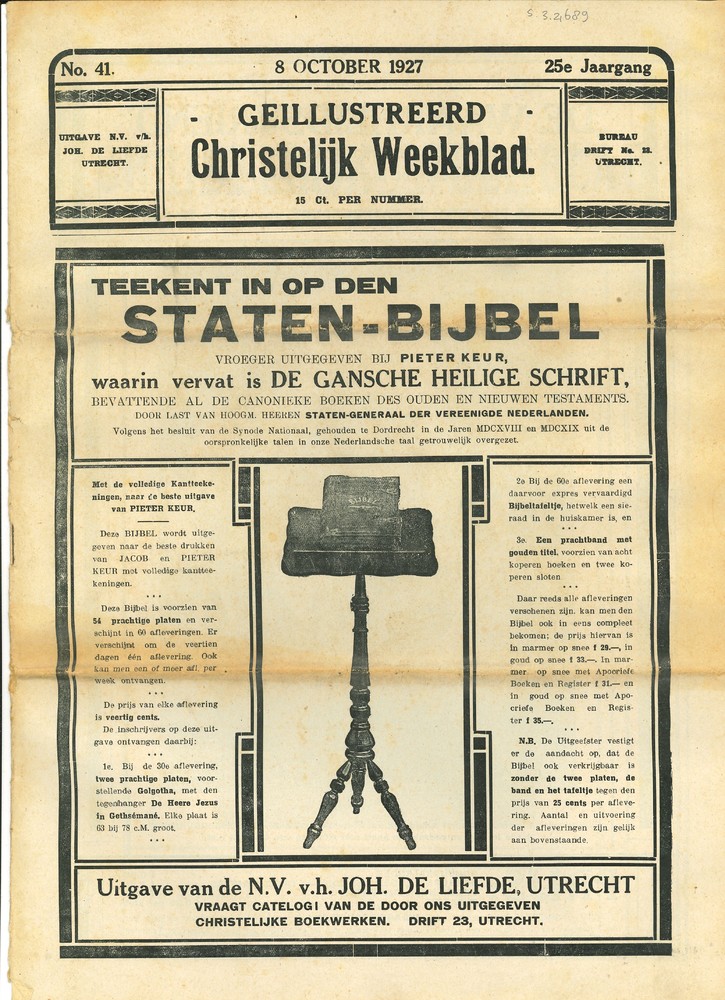 S. 3.2,689
No. 41.
8 OCTOBER 1927
25e Jaargang
UITGAVE N.V. v/h.
JOH. DE LIEFDE
UTRECHT.
- GEILLUSTREERD -
Christelijk Weekblad.
15 Ct. PER NUMMER.
BUREAU
DRIFT No. 23.
UTRECHT.
TEEKENT IN OP DEN
STATEN-BIJBEL
VROEGER UITGEGEVEN BIJ PIETER KEUR,
waarin vervat is DE GANSCHE HEILIGE SCHRIFT,
BEVATTENDE AL DE CANONIEKE BOEKEN DES OUDEN EN NIEUWEN TESTAMENTS.
DOOR LAST VAN HOOGM. HEEREN STATEN-GENERAAL DER VEREENIGDE NEDERLANDEN.
Volgens het besluit van de Synode Nationaal, gehouden te Dordrecht in de Jaren MDCXVIII en MDCXIX uit de
oorspronkelijke talen in onze Nederlandsche taal getrouwelijk overgezet.
Met de volledige Kantteeke-
ningen, naar de beste uitgave
van PIETER KEUR,
Deze BIJBEL wordt uitge-
geven naar de beste drukken
van JACOB en PIETER
KEUR met volledige kanttee-
keningen.
* * *
Deze Bijbel is voorzien van
54 prachtige platen en ver-
schijnt in 60 afleveringen. Er
verschijnt om de veertien
dagen één aflevering. Ook
kan men een of meer afl. per
week ontvangen.
* * *
De prijs van elke aflevering
is veertig cents.
De inschrijvers op deze uit-
gave ontvangen daarbij:
* * *
1e. Bij de 30e aflevering,
twee prachtige platen, voor-
stellende Golgotha, met den
tegenhanger De Heere Jezus
in Gethsémané. Elke plaat is
63 bij 78 c.M. groot.
* * *
BIJBEL
2e Bij de 60e aflevering een
daarvoor expres vervaardigd
Bijbeltafeltje, hetwelk een sie-
raad in de huiskamer is, en
* * *
3e. Een prachtband met
gouden titel, voorzien van acht
koperen hoeken en twee ko-
peren sloten
* * *
Daar reeds alle afleveringen
verschenen zijn, kan men den
Bijbel ook in eens compleet
bekomen; de prijs hiervan is
in marmer op snee f 29.—, in
goud op snee f 33.—. In mar-
mer op snee met Apocriefe
Boeken en Register f 31.— en
in goud op snee met Apo-
criefe Boeken en Regis-
ter f 35.—.
* * *
N.B. De Uitgeefster vestigt
er de aandacht op, dat de
Bijbel ook verkrijgbaar is
zonder de twee platen, de
band en het tafeltje tegen den
prijs van 25 cents per afleve-
ring. Aantal en uitvoering
der afleveringen zijn gelijk
aan bovenstaande.
Uitgave van de N.V. v.h. JOH. DE LIEFDE, UTRECHT
VRAAGT CATELOGI VAN DE DOOR ONS UITGEGEVEN
CHRISTELIJKE BOEKWERKEN. DRIFT 23, UTRECHT.